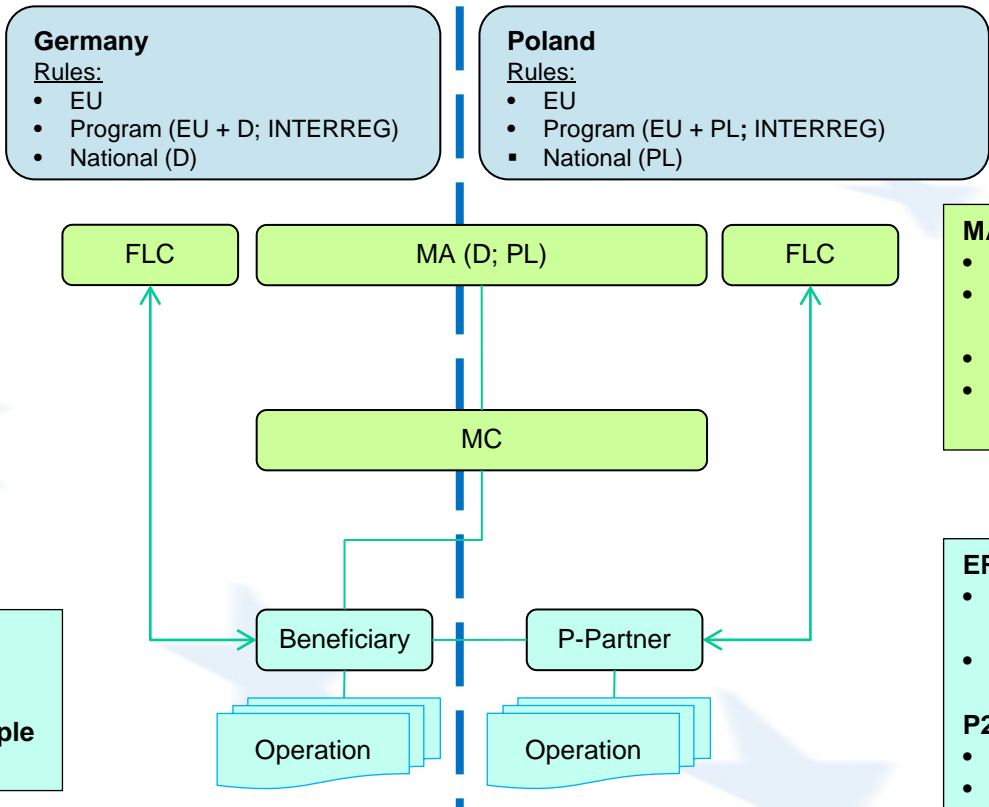 Germany
Rules:
• EU
• Program (EU + D; INTERREG)
• National (D)
Poland
Rules:
• EU
• Program (EU + PL; INTERREG)
▪ National (PL)
FLC
MA (D; PL)
FLC
MC
Beneficiary
P-Partner
Operation
Operation